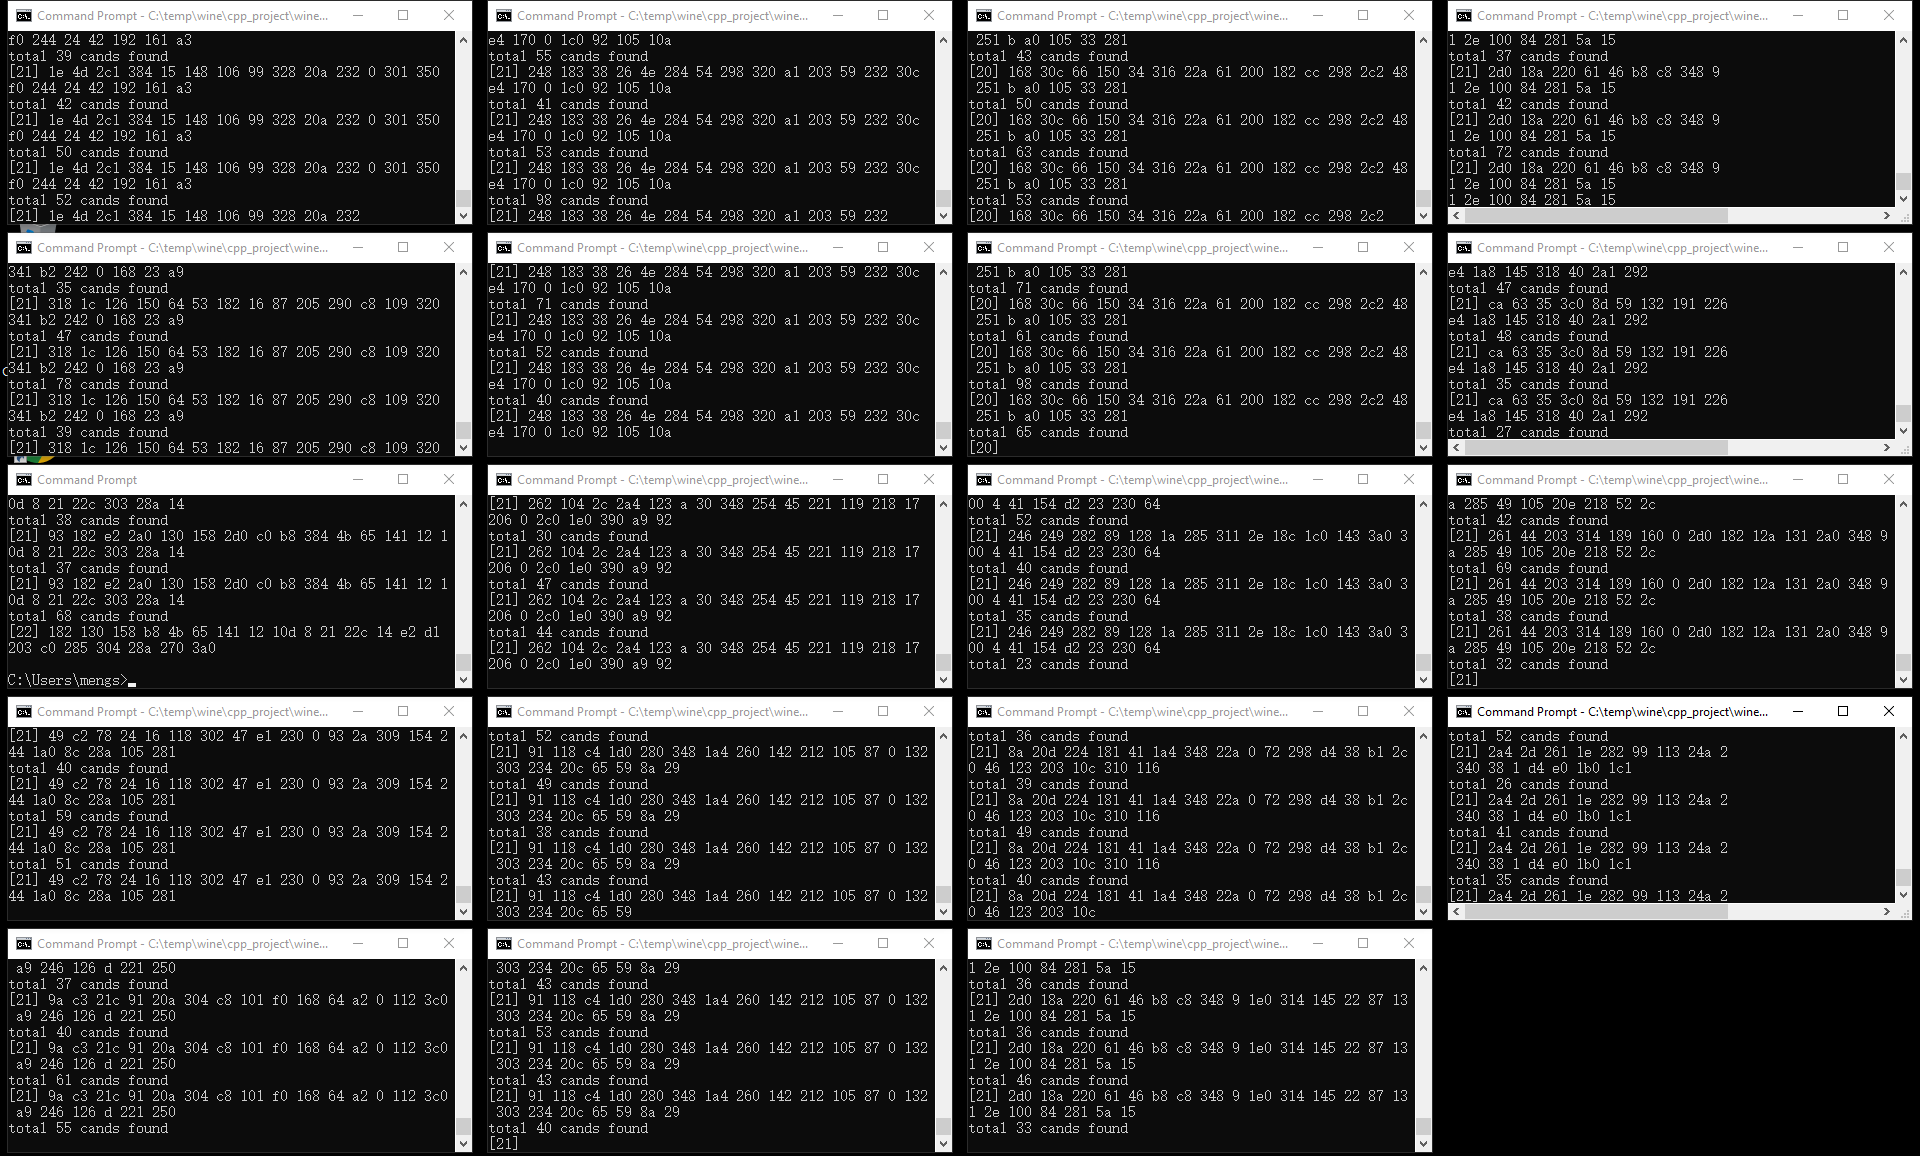 Command Prompt - C:\temp\wine\cpp_project\wine...
f0 244 24 42 192 161 a3
total 39 cands found
[21] 1e 4d 2c1 384 15 148 106 99 328 20a 232 0 301 350
f0 244 24 42 192 161 a3
total 42 cands found
[21] 1e 4d 2c1 384 15 148 106 99 328 20a 232 0 301 350
f0 244 24 42 192 161 a3
total 50 cands found
[21] 1e 4d 2c1 384 15 148 106 99 328 20a 232 0 301 350
f0 244 24 42 192 161 a3
total 52 cands found
[21] 1e 4d 2c1 384 15 148 106 99 328 20a 232
Command Prompt - C:\temp\wine\cpp_project\wine...
e4 170 0 1c0 92 105 10a
total 55 cands found
[21] 248 183 38 26 4e 284 54 298 320 a1 203 59 232 30c
e4 170 0 1c0 92 105 10a
total 41 cands found
[21] 248 183 38 26 4e 284 54 298 320 a1 203 59 232 30c
e4 170 0 1c0 92 105 10a
total 53 cands found
[21] 248 183 38 26 4e 284 54 298 320 a1 203 59 232 30c
e4 170 0 1c0 92 105 10a
total 98 cands found
[21] 248 183 38 26 4e 284 54 298 320 a1 203 59 232
Command Prompt - C:\temp\wine\cpp_project\wine...
251 b a0 105 33 281
total 43 cands found
[20] 168 30c 66 150 34 316 22a 61 200 182 cc 298 2c2 48
251 b a0 105 33 281
total 50 cands found
[20] 168 30c 66 150 34 316 22a 61 200 182 cc 298 2c2 48
251 b a0 105 33 281
total 63 cands found
[20] 168 30c 66 150 34 316 22a 61 200 182 cc 298 2c2 48
251 b a0 105 33 281
total 53 cands found
[20] 168 30c 66 150 34 316 22a 61 200 182 cc 298 2c2
Command Prompt - C:\temp\wine\cpp_project\wine...
1 2e 100 84 281 5a 15
total 37 cands found
[21] 2d0 18a 220 61 46 b8 c8 348 9
1 2e 100 84 281 5a 15
total 42 cands found
[21] 2d0 18a 220 61 46 b8 c8 348 9
1 2e 100 84 281 5a 15
total 72 cands found
[21] 2d0 18a 220 61 46 b8 c8 348 9
1 2e 100 84 281 5a 15
1 2e 100 84 281 5a 15
Command Prompt - C:\temp\wine\cpp_project\wine...
341 b2 242 0 168 23 a9
total 35 cands found
[21] 318 1c 126 150 64 53 182 16 87 205 290 c8 109 320
341 b2 242 0 168 23 a9
total 47 cands found
[21] 318 1c 126 150 64 53 182 16 87 205 290 c8 109 320
341 b2 242 0 168 23 a9
total 78 cands found
[21] 318 1c 126 150 64 53 182 16 87 205 290 c8 109 320
341 b2 242 0 168 23 a9
total 39 cands found
[21] 318 1c 126 150 64 53 182 16 87 205 290 c8 109 320
Command Prompt - C:\temp\wine\cpp_project\wine...
[21] 248 183 38 26 4e 284 54 298 320 a1 203 59 232 30c
e4 170 0 1c0 92 105 10a
total 71 cands found
[21] 248 183 38 26 4e 284 54 298 320 a1 203 59 232 30c
e4 170 0 1c0 92 105 10a
total 52 cands found
[21] 248 183 38 26 4e 284 54 298 320 a1 203 59 232 30c
e4 170 0 1c0 92 105 10a
total 40 cands found
[21] 248 183 38 26 4e 284 54 298 320 a1 203 59 232 30c
e4 170 0 1c0 92 105 10a
Command Prompt - C:\temp\wine\cpp_project\wine...
251 b a0 105 33 281
total 71 cands found
[20] 168 30c 66 150 34 316 22a 61 200 182 cc 298 2c2 48
251 b a0 105 33 281
total 61 cands found
[20] 168 30c 66 150 34 316 22a 61 200 182 cc 298 2c2 48
251 b a0 105 33 281
total 98 cands found
[20] 168 30c 66 150 34 316 22a 61 200 182 cc 298 2c2 48
251 b a0 105 33 281
total 65 cands found
[20]
Command Prompt - C:\temp\wine\cpp_project\wine...
e4 1a8 145 318 40 2a1 292
total 47 cands found
[21] ca 63 35 3c0 8d 59 132 191 226
e4 1a8 145 318 40 2a1 292
total 48 cands found
[21] ca 63 35 3c0 8d 59 132 191 226
e4 1a8 145 318 40 2a1 292
total 35 cands found
[21] ca 63 35 3c0 8d 59 132 191 226
e4 1a8 145 318 40 2a1 292
total 27 cands found
Command Prompt
0d 8 21 22c 303 28a 14
total 38 cands found
[21] 93 182 e2 2a0 130 158 2d0 c0 b8 384 4b 65 141 12 1
0d 8 21 22c 303 28a 14
total 37 cands found
[21] 93 182 e2 2a0 130 158 2d0 c0 b8 384 4b 65 141 12 1
0d 8 21 22c 303 28a 14
total 68 cands found
[22] 182 130 158 b8 4b 65 141 12 10d 8 21 22c 14 e2 d1
203 c0 285 304 28a 270 3a0
C:\Users\mengs>
Command Prompt - C:\temp\wine\cpp_project\wine...
[21] 262 104 2c 2a4 123 a 30 348 254 45 221 119 218 17
206 0 2c0 1e0 390 a9 92
total 30 cands found
[21] 262 104 2c 2a4 123 a 30 348 254 45 221 119 218 17
206 0 2c0 1e0 390 a9 92
total 47 cands found
[21] 262 104 2c 2a4 123 a 30 348 254 45 221 119 218 17
206 0 2c0 1e0 390 a9 92
total 44 cands found
[21] 262 104 2c 2a4 123 a 30 348 254 45 221 119 218 17
206 0 2c0 1e0 390 a9 92
Command Prompt - C:\temp\wine\cpp_project\wine...
00 4 41 154 d2 23 230 64
total 52 cands found
[21] 246 249 282 89 128 1a 285 311 2e 18c 1c0 143 3a0 3
00 4 41 154 d2 23 230 64
total 40 cands found
[21] 246 249 282 89 128 1a 285 311 2e 18c 1c0 143 3a0 3
00 4 41 154 d2 23 230 64
total 35 cands found
[21] 246 249 282 89 128 1a 285 311 2e 18c 1c0 143 3a0 3
00 4 41 154 d2 23 230 64
total 23 cands found
Command Prompt - C:\temp\wine\cpp_project\wine...
a 285 49 105 20e 218 52 2c
total 42 cands found
[21] 261 44 203 314 189 160 0 2d0 182 12a 131 2a0 348 9
a 285 49 105 20e 218 52 2c
total 69 cands found
[21] 261 44 203 314 189 160 0 2d0 182 12a 131 2a0 348 9
a 285 49 105 20e 218 52 2c
total 38 cands found
[21] 261 44 203 314 189 160 0 2d0 182 12a 131 2a0 348 9
a 285 49 105 20e 218 52 2c
total 32 cands found
[21]
Command Prompt - C:\temp\wine\cpp_project\wine...
[21] 49 c2 78 24 16 118 302 47 e1 230 0 93 2a 309 154 2
44 1a0 8c 28a 105 281
total 40 cands found
[21] 49 c2 78 24 16 118 302 47 e1 230 0 93 2a 309 154 2
44 1a0 8c 28a 105 281
total 59 cands found
[21] 49 c2 78 24 16 118 302 47 e1 230 0 93 2a 309 154 2
44 1a0 8c 28a 105 281
total 51 cands found
[21] 49 c2 78 24 16 118 302 47 e1 230 0 93 2a 309 154 2
44 1a0 8c 28a 105 281
Command Prompt - C:\temp\wine\cpp_project\wine...
total 52 cands found
[21] 91 118 c4 1d0 280 348 1a4 260 142 212 105 87 0 132
303 234 20c 65 59 8a 29
total 49 cands found
[21] 91 118 c4 1d0 280 348 1a4 260 142 212 105 87 0 132
303 234 20c 65 59 8a 29
total 38 cands found
[21] 91 118 c4 1d0 280 348 1a4 260 142 212 105 87 0 132
303 234 20c 65 59 8a 29
total 43 cands found
[21] 91 118 c4 1d0 280 348 1a4 260 142 212 105 87 0 132
303 234 20c 65 59
Command Prompt - C:\temp\wine\cpp_project\wine...
total 36 cands found
[21] 8a 20d 224 181 41 1a4 348 22a 0 72 298 d4 38 b1 2c
0 46 123 203 10c 310 116
total 39 cands found
[21] 8a 20d 224 181 41 1a4 348 22a 0 72 298 d4 38 b1 2c
0 46 123 203 10c 310 116
total 49 cands found
[21] 8a 20d 224 181 41 1a4 348 22a 0 72 298 d4 38 b1 2c
0 46 123 203 10c 310 116
total 40 cands found
[21] 8a 20d 224 181 41 1a4 348 22a 0 72 298 d4 38 b1 2c
0 46 123 203 10c
Command Prompt - C:\temp\wine\cpp_project\wine...
total 52 cands found
[21] 2a4 2d 261 1e 282 99 113 24a 2
340 38 1 d4 e0 1b0 1c1
total 26 cands found
[21] 2a4 2d 261 1e 282 99 113 24a 2
340 38 1 d4 e0 1b0 1c1
total 41 cands found
[21] 2a4 2d 261 1e 282 99 113 24a 2
340 38 1 d4 e0 1b0 1c1
total 35 cands found
[21] 2a4 2d 261 1e 282 99 113 24a 2
Command Prompt - C:\temp\wine\cpp_project\wine...
a9 246 126 d 221 250
total 37 cands found
[21] 9a c3 21c 91 20a 304 c8 101 f0 168 64 a2 0 112 3c0
a9 246 126 d 221 250
total 40 cands found
[21] 9a c3 21c 91 20a 304 c8 101 f0 168 64 a2 0 112 3c0
a9 246 126 d 221 250
total 61 cands found
[21] 9a c3 21c 91 20a 304 c8 101 f0 168 64 a2 0 112 3c0
a9 246 126 d 221 250
total 55 cands found
Command Prompt - C:\temp\wine\cpp_project\wine...
303 234 20c 65 59 8a 29
total 43 cands found
[21] 91 118 c4 1d0 280 348 1a4 260 142 212 105 87 0 132
303 234 20c 65 59 8a 29
total 53 cands found
[21] 91 118 c4 1d0 280 348 1a4 260 142 212 105 87 0 132
303 234 20c 65 59 8a 29
total 43 cands found
[21] 91 118 c4 1d0 280 348 1a4 260 142 212 105 87 0 132
303 234 20c 65 59 8a 29
total 40 cands found
[21]
Command Prompt - C:\temp\wine\cpp_project\wine...
1 2e 100 84 281 5a 15
total 36 cands found
[21] 2d0 18a 220 61 46 b8 c8 348 9 1e0 314 145 22 87 13
1 2e 100 84 281 5a 15
total 36 cands found
[21] 2d0 18a 220 61 46 b8 c8 348 9 1e0 314 145 22 87 13
1 2e 100 84 281 5a 15
total 46 cands found
[21] 2d0 18a 220 61 46 b8 c8 348 9 1e0 314 145 22 87 13
1 2e 100 84 281 5a 15
total 33 cands found